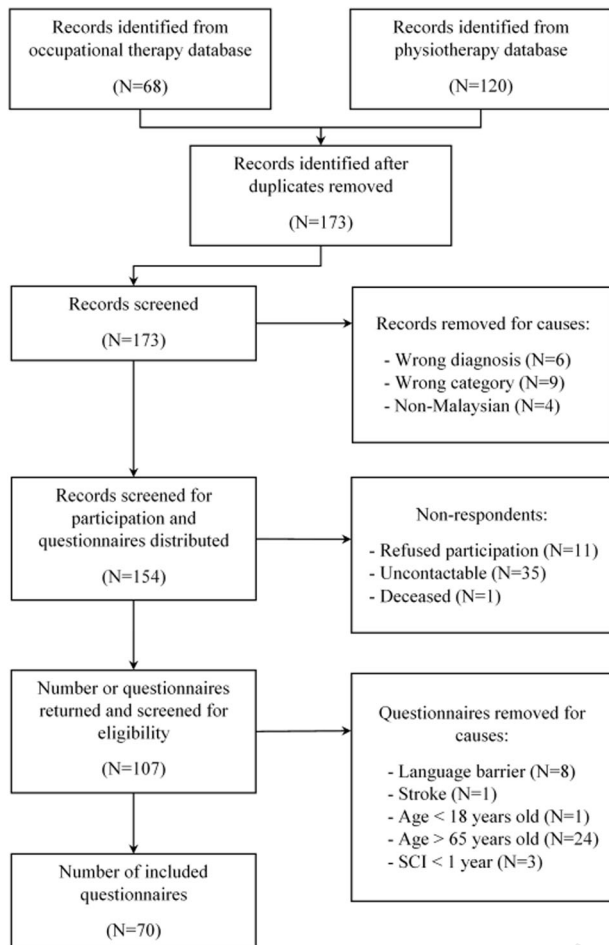 Records identified from
occupational therapy database
(N=68)
Records identified from
physiotherapy database
(N=120)
Records identified after
duplicates removed
(N=173)
Records screened
(N=173)
Records removed for causes:
- Wrong diagnosis (N=6)
- Wrong category (N=9)
- Non-Malaysian (N=4)
Records screened for
participation and
questionnaires distributed
(N=154)
Non-respondents:
- Refused participation (N=11)
- Uncontactable (N=35)
- Deceased (N=1)
Number or questionnaires
returned and screened for
eligibility
(N=107)
Questionnaires removed for
causes:
- Language barrier (N=8)
- Stroke (N=1)
- Age < 18 years old (N=1)
- Age > 65 years old (N=24)
- SCI < 1 year (N=3)
Number of included
questionnaires
(N=70)